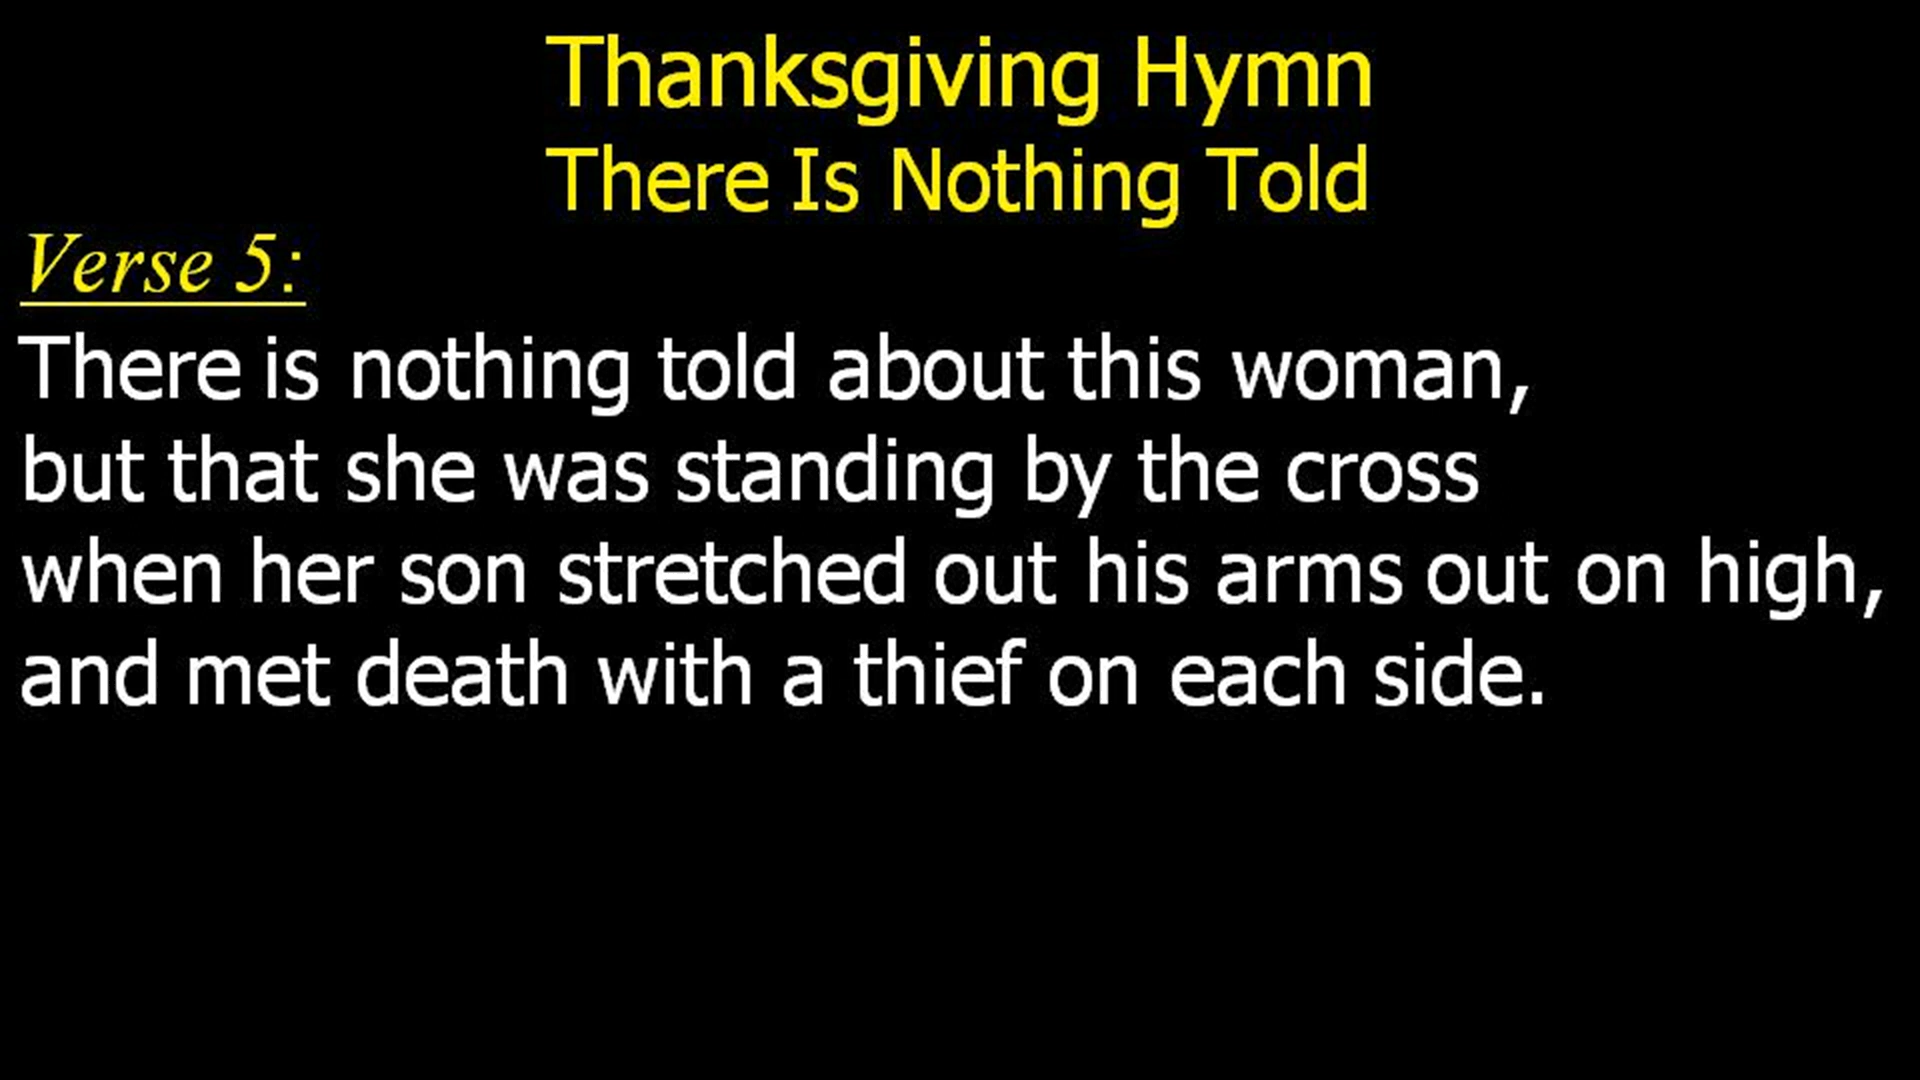 Thanksgiving Hymn
There Is Nothing Told
Verse 5:
There is nothing told about this woman,
but that she was standing by the cross
when her son stretched out his arms out on high,
and met death with a thief on each side.